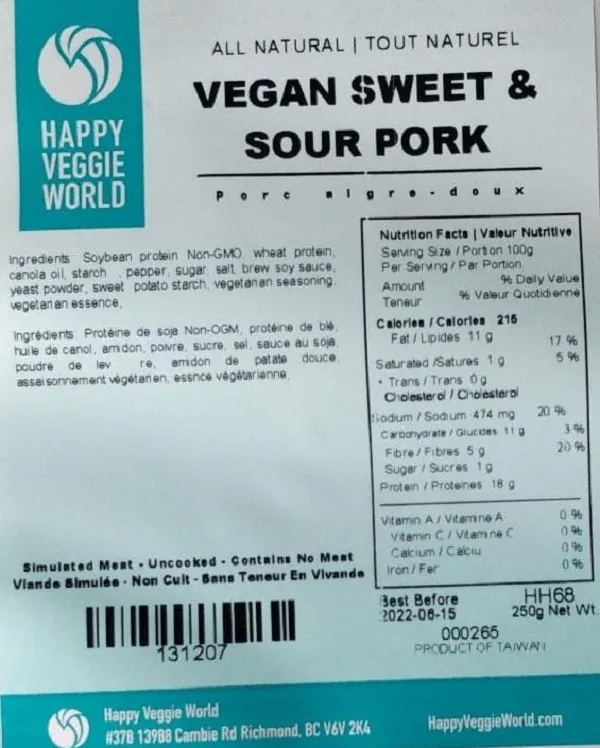 HAPPY
VEGGIE
WORLD
ALL NATURAL | TOUT NATUREL
VEGAN SWEET &
SOUR PORK
Porc aigre-doux
Ingredients: Soybean protein Non-GMO, wheat protein,
canola oil, starch , pepper, sugar, salt, brew soy sauce,
yeast powder, sweet potato starch, vegetarian seasoning,
vegetarian essence,
Ingrédients: Protéine de soja Non-OGM, protéine de blé,
huile de canol, amidon, poivre, sucre, sel, sauce au soja,
poudre de lev re, amidon de patate douce,
assaisonnement végétarien, essnce végétarienne,
Nutrition Facts | Valeur Nutritive
Serving Size / Portion 100g
Per Serving / Par Portion
Amount % Daily Value
Teneur % Valeur Quotidienne
Calories / Calories 216
Fat / Lipides 11 g 17 %
Saturated /Satures 1 g 5 %
+ Trans / Trans 0g
Cholesterol / Cholesterol
Sodium / Sodium 474 mg 20 %
Carbohydrate / Glucides 11 g 3 %
Fibre / Fibres 5 g 20 %
Sugar / Sucres 1g
Protein / Proteines 18 g
Vitamin A / Vitamine A 0 %
Vitamin C / Vitamine C 0 %
Calcium / Calciu 0 %
Iron / Fer 0 %
Simulated Meat - Uncooked - Contains No Meat
Viande Simulée - Non Cuit - Sans Teneur En Viwande
131207
Best Before HH68
2022-06-15 250g Net Wt.
000265
PRODUCT OF TAIWAN
Happy Veggie World
#378 13988 Cambie Rd Richmond, BC V6V 2K4
HappyVeggieWorld.com